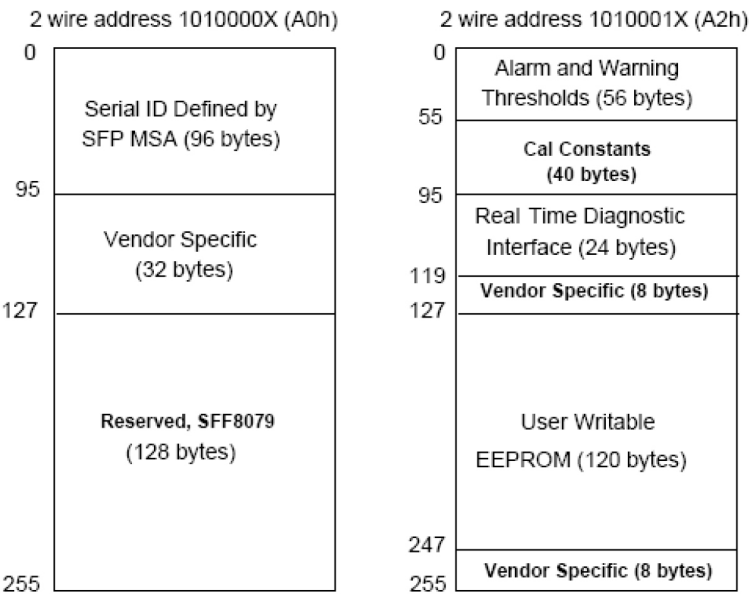 2 wire address 1010000X (A0h)
0
Serial ID Defined by
SFP MSA (96 bytes)
95
Vendor Specific
(32 bytes)
127
Reserved, SFF8079
(128 bytes)
255
2 wire address 1010001X (A2h)
0
Alarm and Warning
Thresholds (56 bytes)
55
Cal Constants
(40 bytes)
95
Real Time Diagnostic
Interface (24 bytes)
119
Vendor Specific (8 bytes)
127
User Writable
EEPROM (120 bytes)
247
Vendor Specific (8 bytes)
255